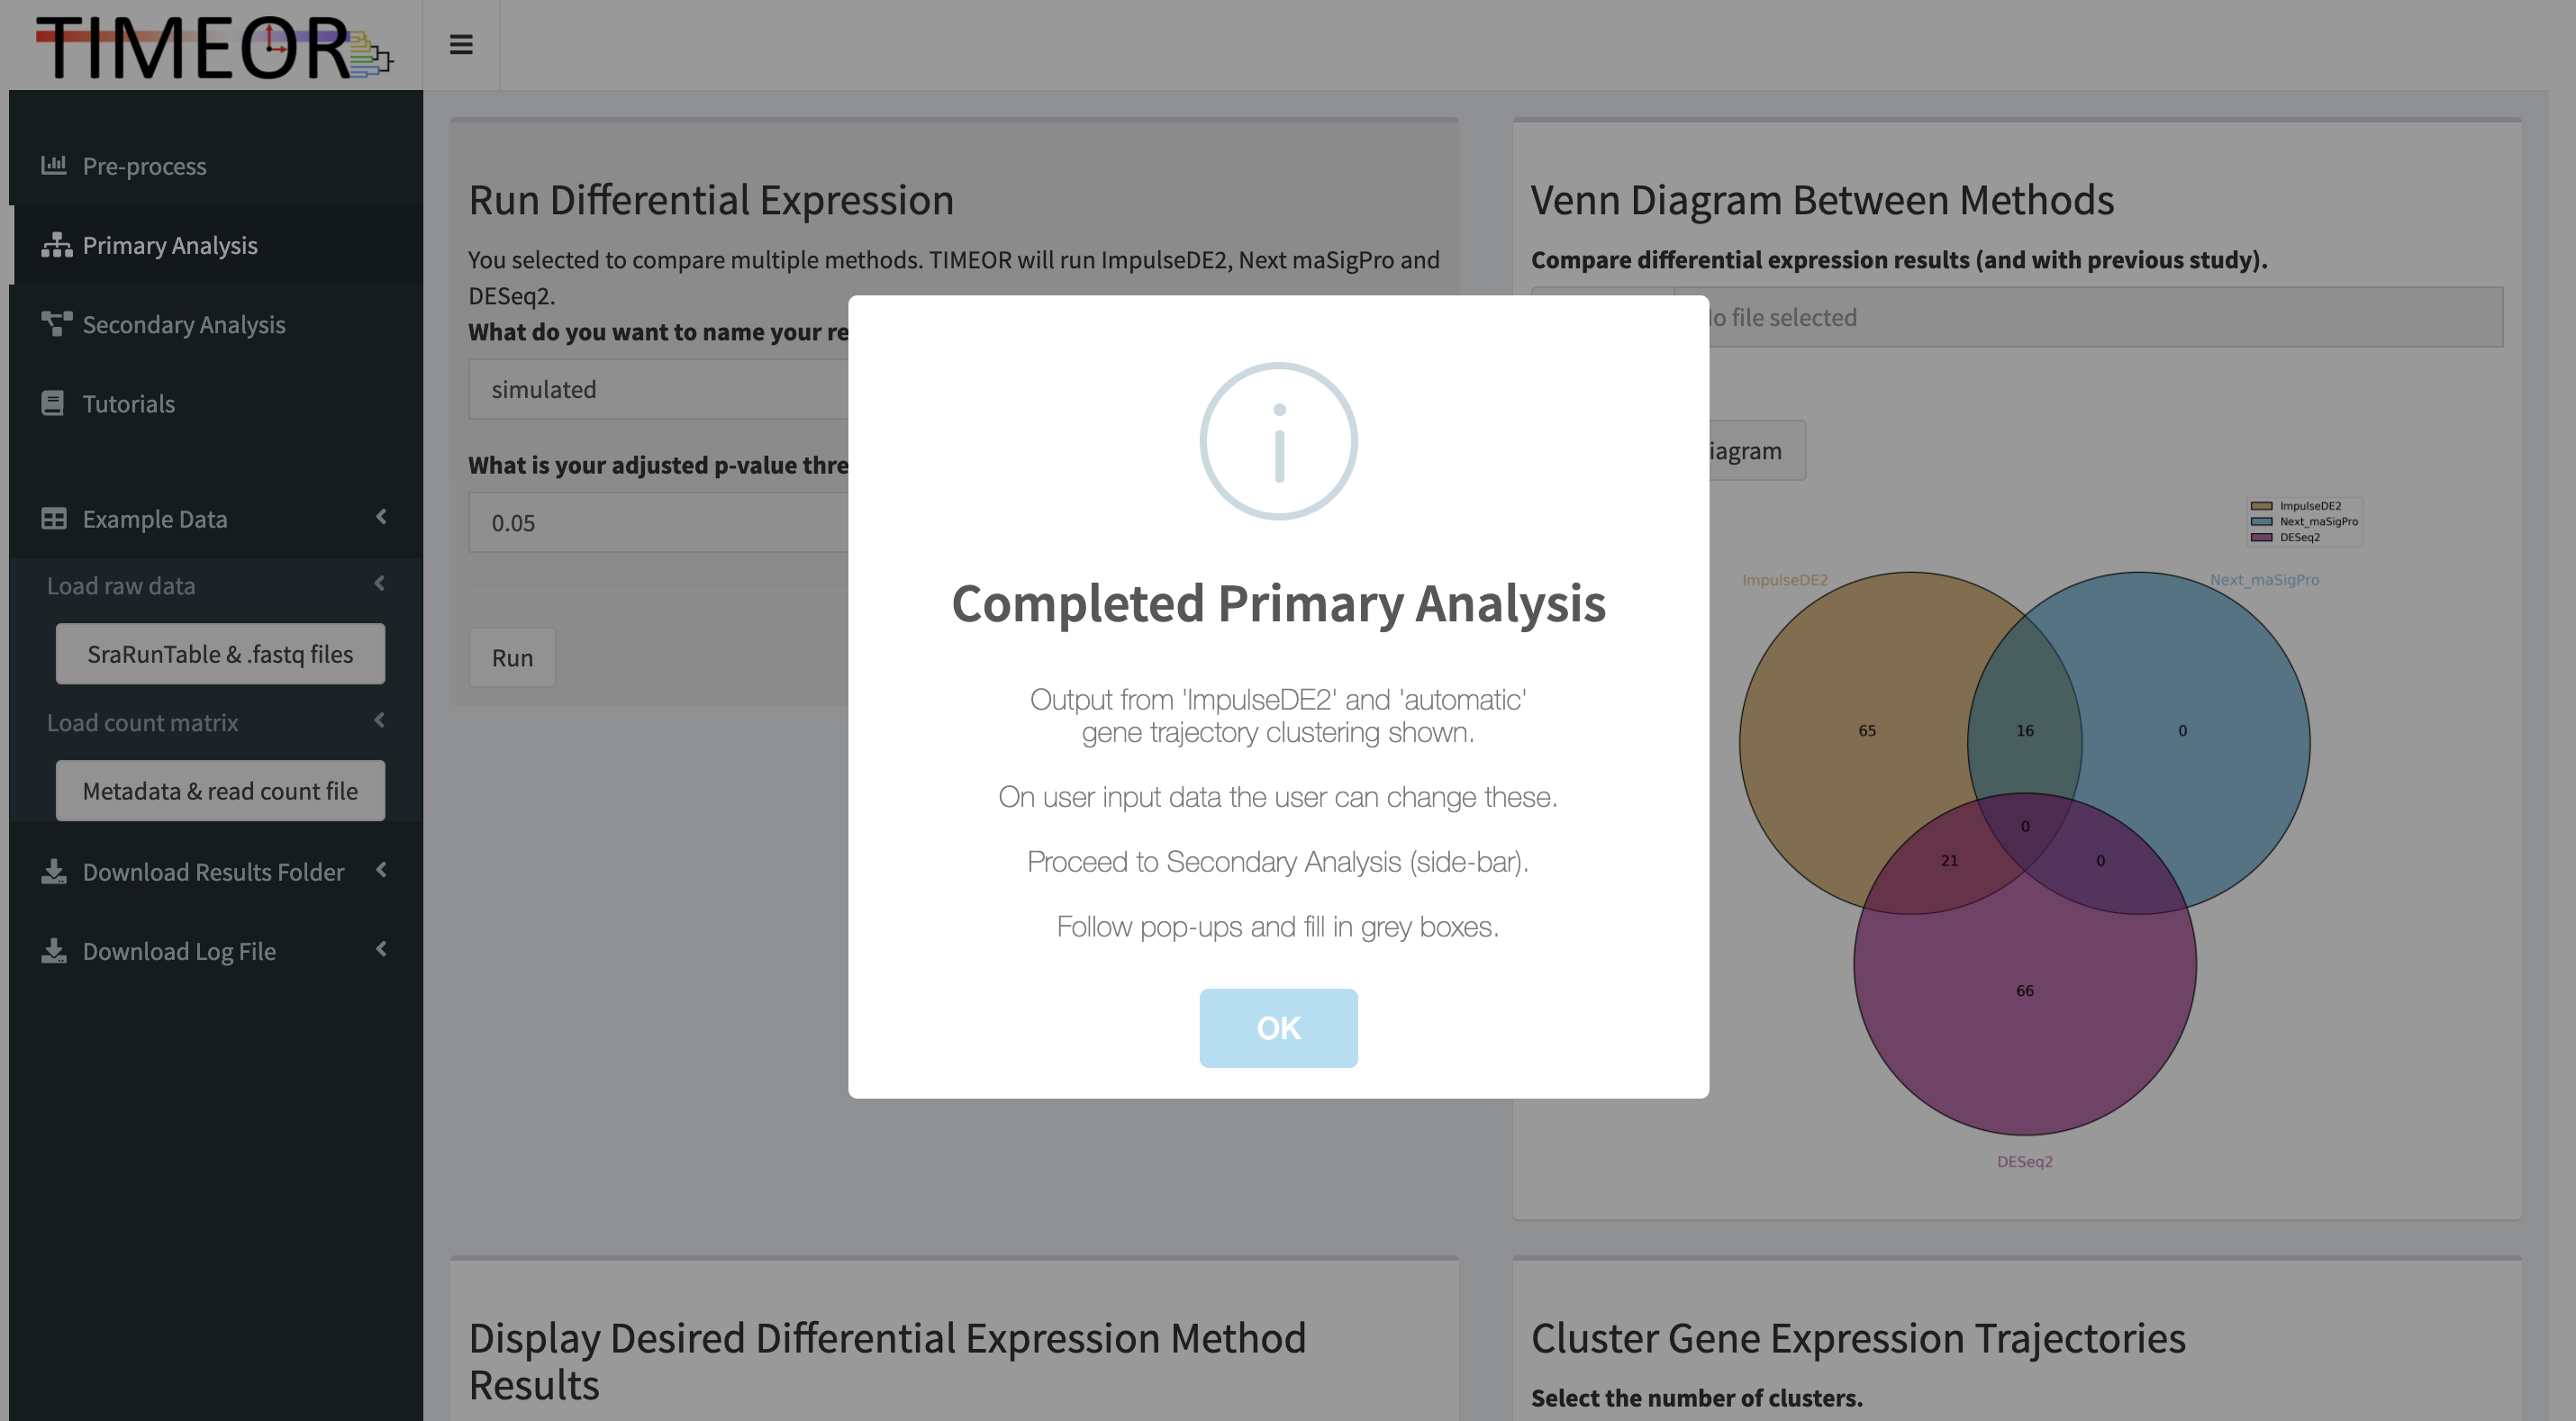 TIMEOR
Pre-process
Primary Analysis
Secondary Analysis
Tutorials
Example Data
Load raw data
SraRunTable & .fastq files
Load count matrix
Metadata & read count file
Download Results Folder
Download Log File
Run Differential Expression
You selected to compare multiple methods. TIMEOR will run ImpulseDE2, Next maSigPro and
DESeq2.
What do you want to name your re
simulated
What is your adjusted p-value thre
0.05
Run
Completed Primary Analysis
Output from 'ImpulseDE2' and 'automatic'
gene trajectory clustering shown.
On user input data the user can change these.
Proceed to Secondary Analysis (side-bar).
Follow pop-ups and fill in grey boxes.
OK
Venn Diagram Between Methods
Compare differential expression results (and with previous study).
o file selected
iagram
ImpulseDE2
Next_maSigPro
DESeq2
ImpulseDE2
Next_maSigPro
65
16
0
0
21
0
66
DESeq2
Display Desired Differential Expression Method
Results
Cluster Gene Expression Trajectories
Select the number of clusters.